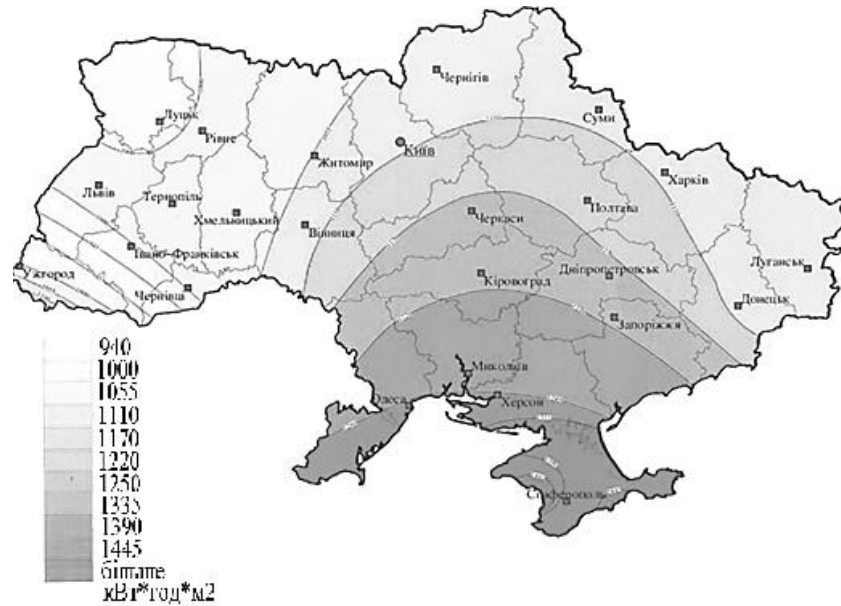 Чернігів
Луцьк
Суми
Рівне
Київ
Житомир
Харків
Львів
Тернопіль
Полтава
Хмельницький
Черкаси
Вінниця
Івано-Франківськ
Луганськ
Ужгород
Дніпропетровськ
Кіровоград
Чернівці
Донецьк
Запоріжжя
940
1000
1055
1110
1170
1220
1250
1335
1390
1445
більше
кВт*год*м2
Миколаїв
Одеса
Херсон
Сімферополь